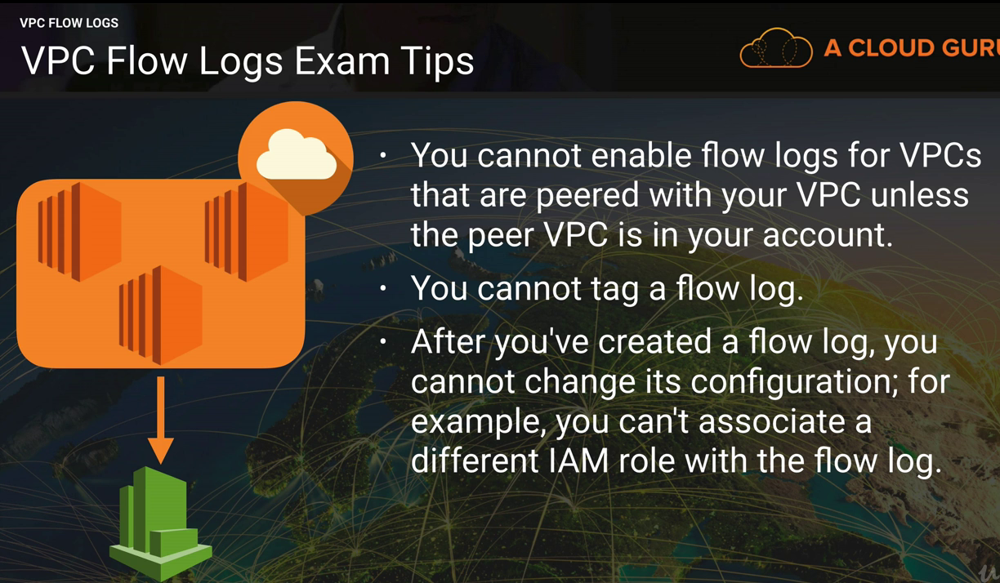 VPC FLOW LOGS
VPC Flow Logs Exam Tips
A CLOUD GURU
• You cannot enable flow logs for VPCs
that are peered with your VPC unless
the peer VPC is in your account.
• You cannot tag a flow log.
• After you've created a flow log, you
cannot change its configuration; for
example, you can't associate a
different IAM role with the flow log.